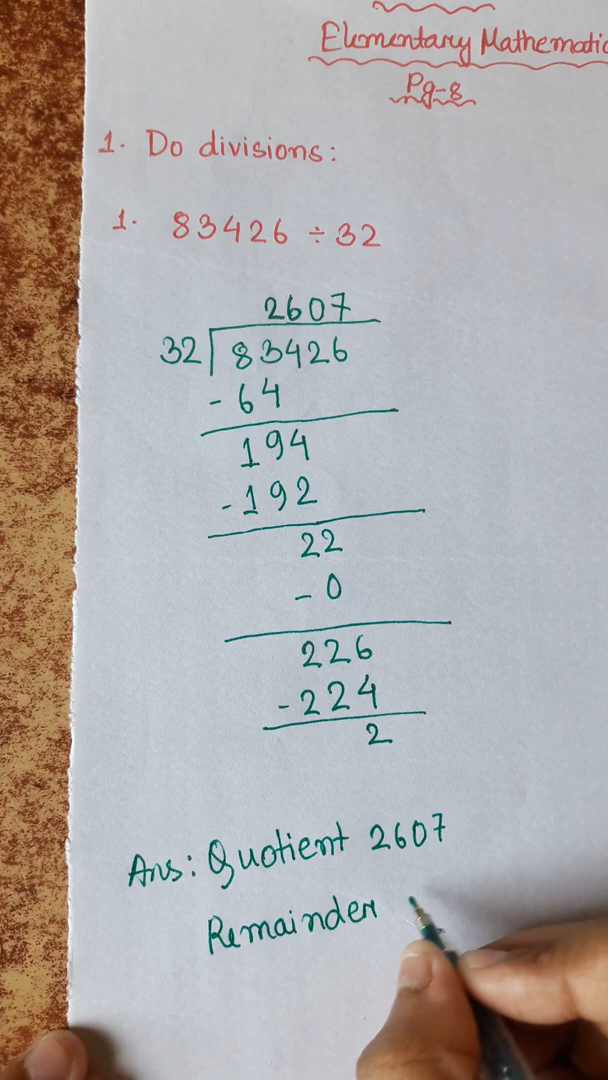 Elementary Mathematic
Pg-8
1. Do divisions:
1. 83426 ÷ 32
2607
32 83426
- 64
194
- 192
22
- 0
226
- 224
2
Ans: Quotient 2607
Remainder